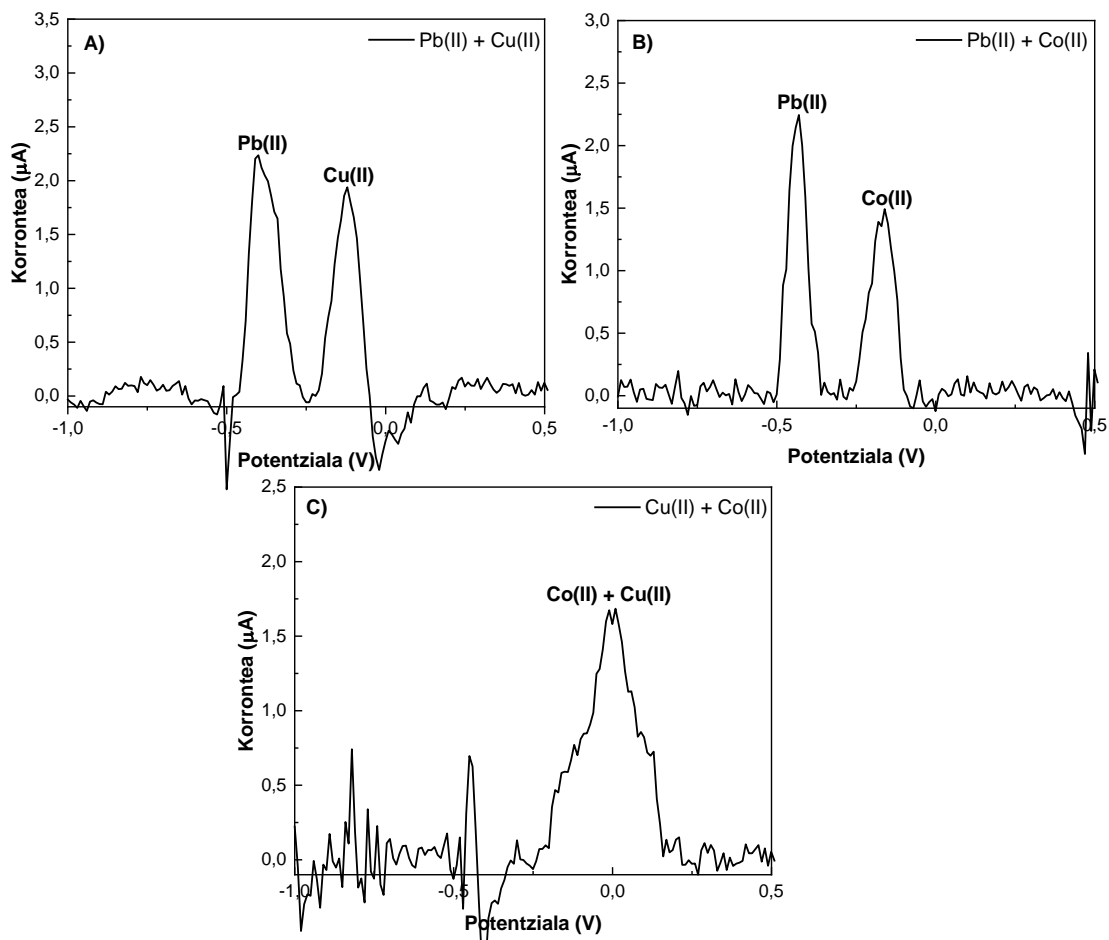 A)
Pb(II) + Cu(II)
Pb(II)
Cu(II)
Korrontea (µA)
3,5
3,0
2,5
2,0
1,5
1,0
0,5
0,0
-1,0 -0,5 0,0 0,5
Potentziala (V)
B)
Pb(II) + Co(II)
Pb(II)
Co(II)
Korrontea (µA)
3,0
2,5
2,0
1,5
1,0
0,5
0,0
-1,0 -0,5 0,0 0,5
Potentziala (V)
C)
Cu(II) + Co(II)
Co(II) + Cu(II)
Korrontea (µA)
2,5
2,0
1,5
1,0
0,5
0,0
-1,0 -0,5 0,0 0,5
Potentziala (V)